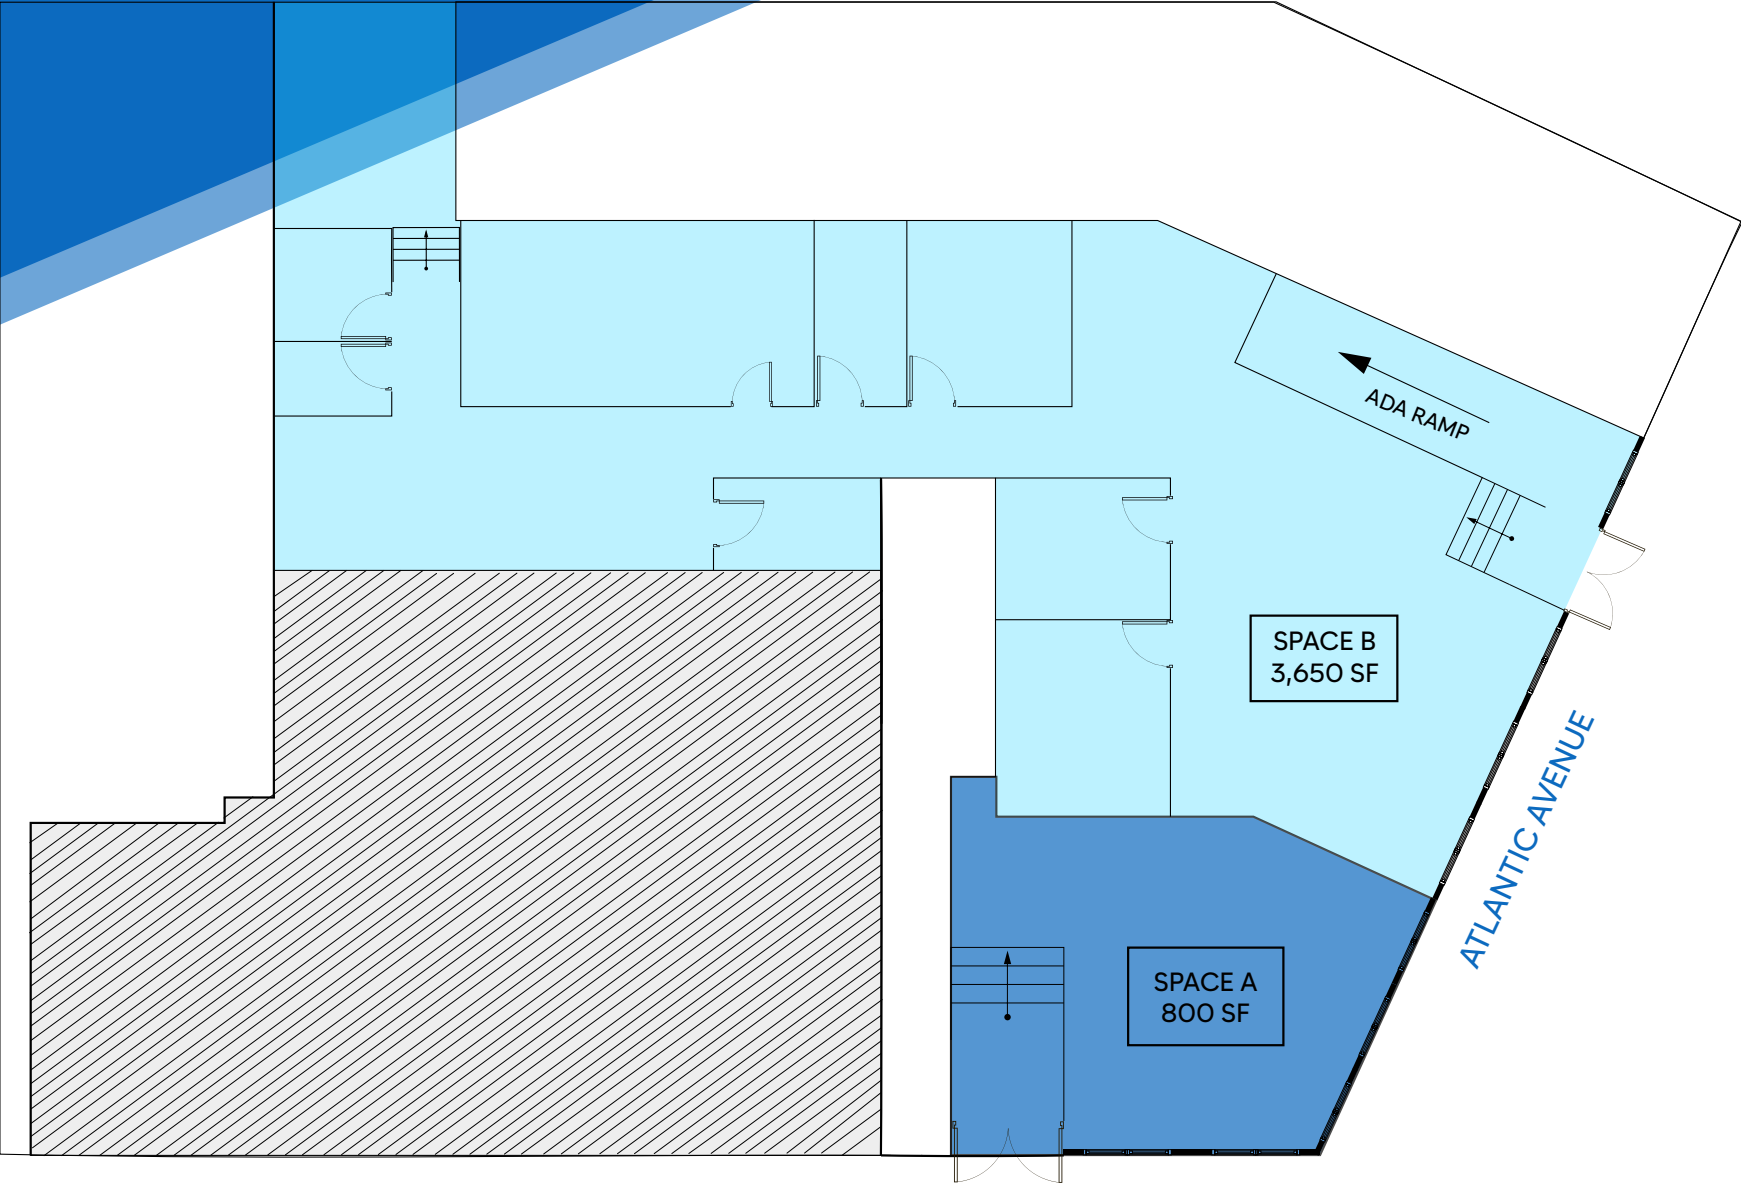 ADA RAMP
SPACE B
3,650 SF
ATLANTIC AVENUE
SPACE A
800 SF